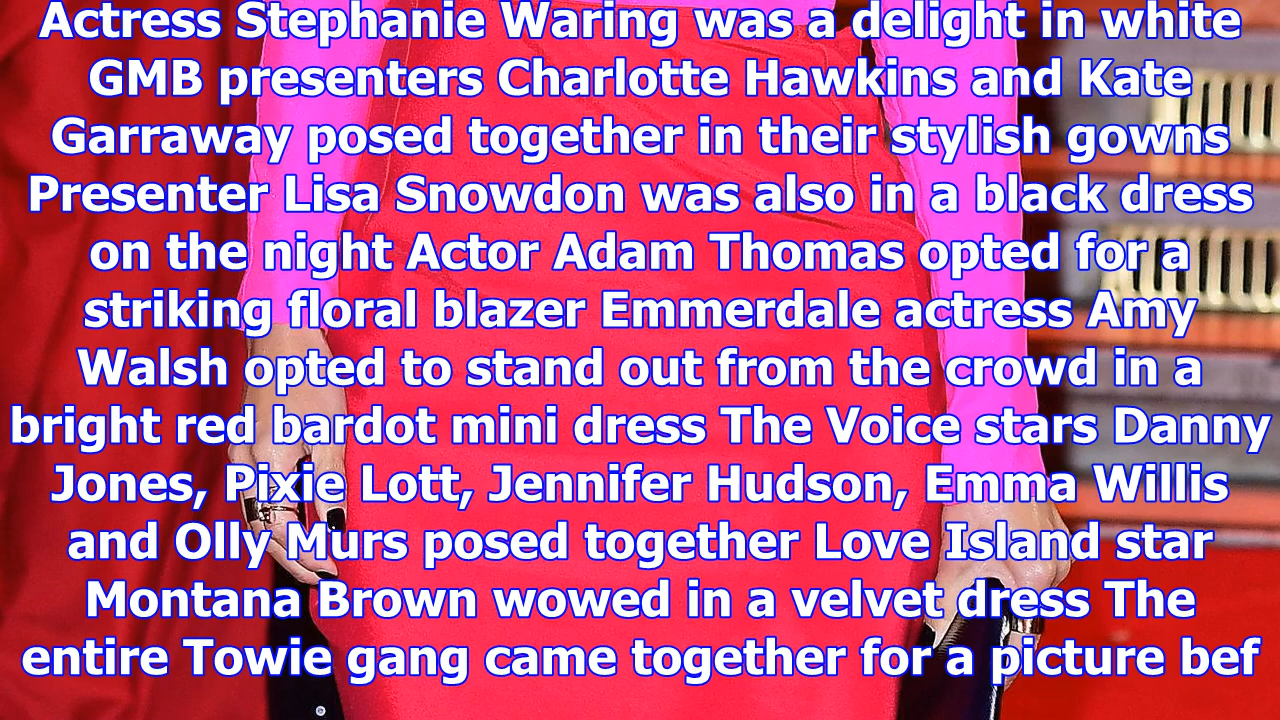 Actress Stephanie Waring was a delight in white
GMB presenters Charlotte Hawkins and Kate
Garraway posed together in their stylish gowns
Presenter Lisa Snowdon was also in a black dress
on the night Actor Adam Thomas opted for a
striking floral blazer Emmerdale actress Amy
Walsh opted to stand out from the crowd in a
bright red bardot mini dress The Voice stars Danny
Jones, Pixie Lott, Jennifer Hudson, Emma Willis
and Olly Murs posed together Love Island star
Montana Brown wowed in a velvet dress The
entire Towie gang came together for a picture bef